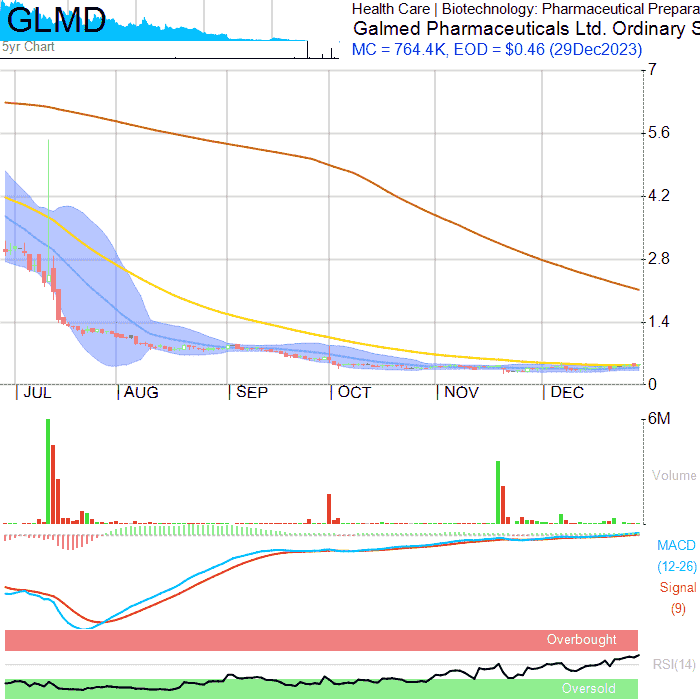 GLMD
5yr Chart
Health Care | Biotechnology: Pharmaceutical Prepara
Galmed Pharmaceuticals Ltd. Ordinary S
MC = 764.4K, EOD = $0.46 (29Dec2023)
7
5.6
4.2
2.8
1.4
0
JUL AUG SEP OCT NOV DEC
6M
Volume
MACD
(12-26)
Signal
(9)
Overbought
RSI(14)
Oversold